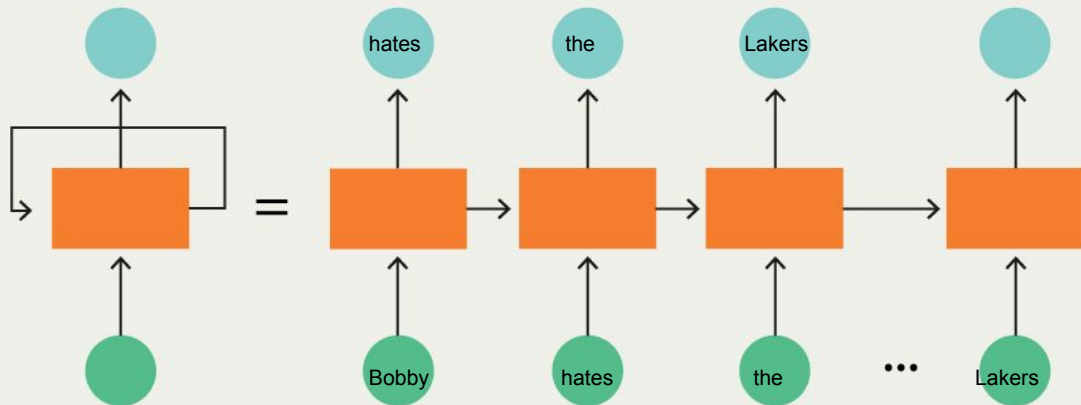 hates the Lakers
=
Bobby hates the ... Lakers